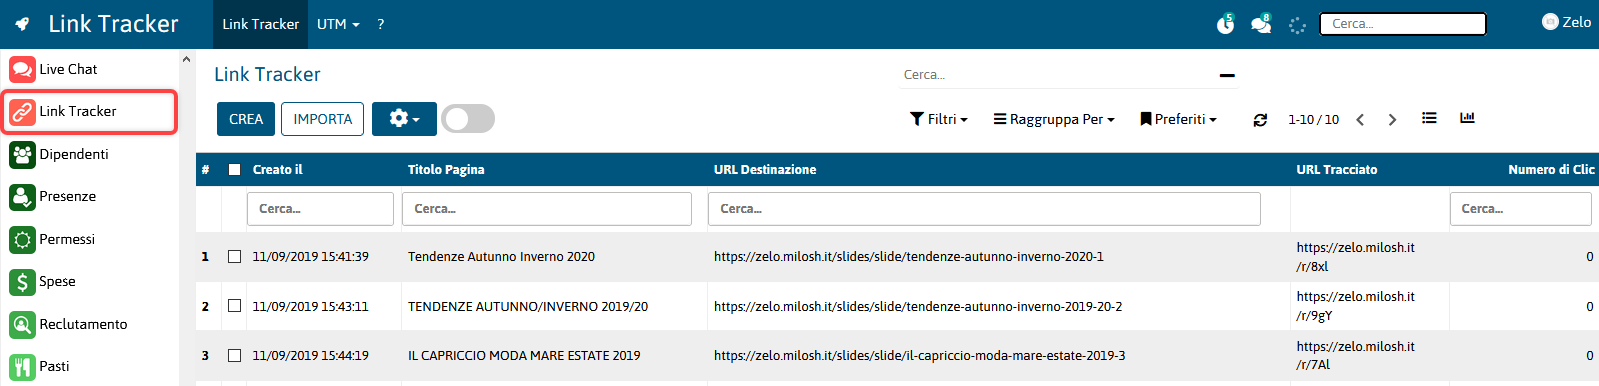 Link Tracker
Link Tracker UTM ?
5
8
Cerca...
Zelo
Live Chat
Link Tracker
Dipendenti
Presenze
Permessi
Spese
Reclutamento
Pasti
Link Tracker
Cerca...
CREA IMPORTA
Filtri Raggruppa Per Preferiti 1-10 / 10
# Creato il Titolo Pagina URL Destinazione URL Tracciato Numero di Clic
Cerca... Cerca... Cerca... Cerca...
1 11/09/2019 15:41:39 Tendenze Autunno Inverno 2020 https://zelo.milosh.it/slides/slide/tendenze-autunno-inverno-2020-1 https://zelo.milosh.it 0
/r/8xl
2 11/09/2019 15:43:11 TENDENZE AUTUNNO/INVERNO 2019/20 https://zelo.milosh.it/slides/slide/tendenze-autunno-inverno-2019-20-2 https://zelo.milosh.it 0
/r/9gY
3 11/09/2019 15:44:19 IL CAPRICCIO MODA MARE ESTATE 2019 https://zelo.milosh.it/slides/slide/il-capriccio-moda-mare-estate-2019-3 https://zelo.milosh.it 0
/r/7Al